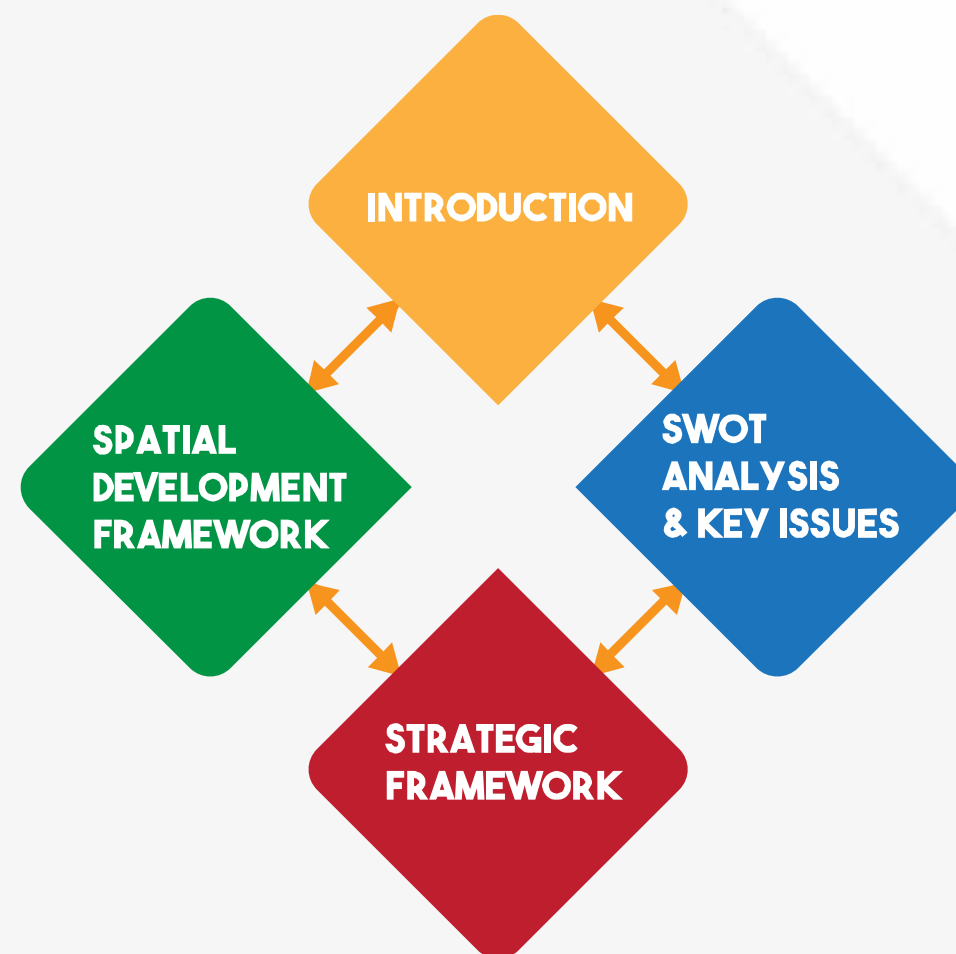 INTRODUCTION
SPATIAL
DEVELOPMENT
FRAMEWORK
SWOT
ANALYSIS
& KEY ISSUES
STRATEGIC
FRAMEWORK